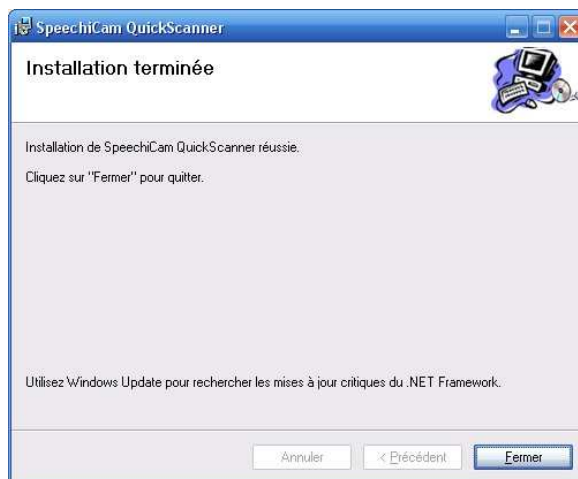 SpeechiCam QuickScanner
Installation terminée
Installation de SpeechiCam QuickScanner réussie.
Cliquez sur "Fermer" pour quitter.
Utilisez Windows Update pour rechercher les mises à jour critiques du .NET Framework.
Annuler
< Précédent
Fermer